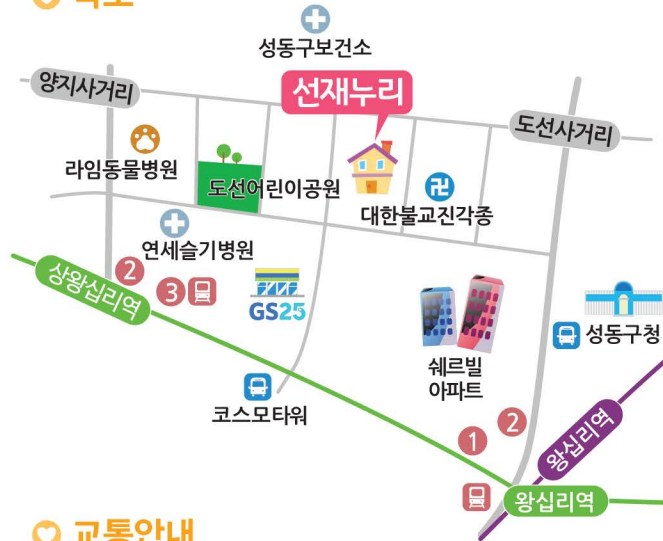 약도
성동구보건소
양지사거리
선재누리
도선사거리
라임동물병원
도선어린이공원
대한불교진각종
연세슬기병원
상왕십리역
2
3
GS25
성동구청
쉐르빌
아파트
코스모타워
1
2
왕십리역
왕십리역
교통안내